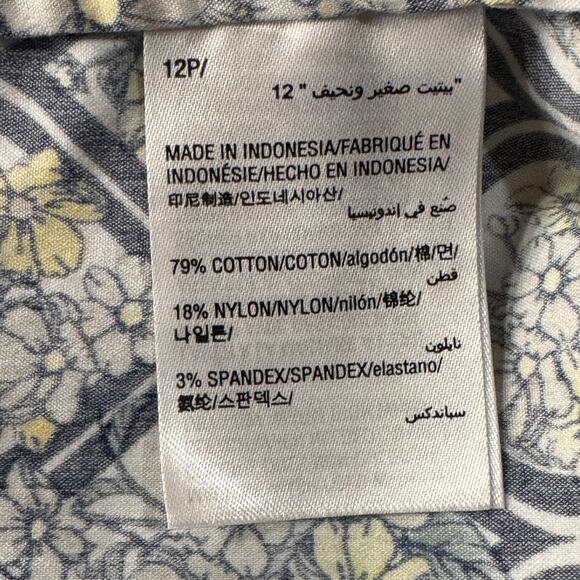 12P/
"بيتيت صغير ونحيف" 12
MADE IN INDONESIA/FABRIQUÉ EN
INDONÉSIE/HECHO EN INDONESIA/
印尼制造/인도네시아산/
صّنع في اندونيسيا
79% COTTON/COTON/algodón/棉/면/
قطن
18% NYLON/NYLON/nilón/锦纶/
나일론/
نايلون
3% SPANDEX/SPANDEX/elastano/
氨纶/스판덱스/
سباندكس